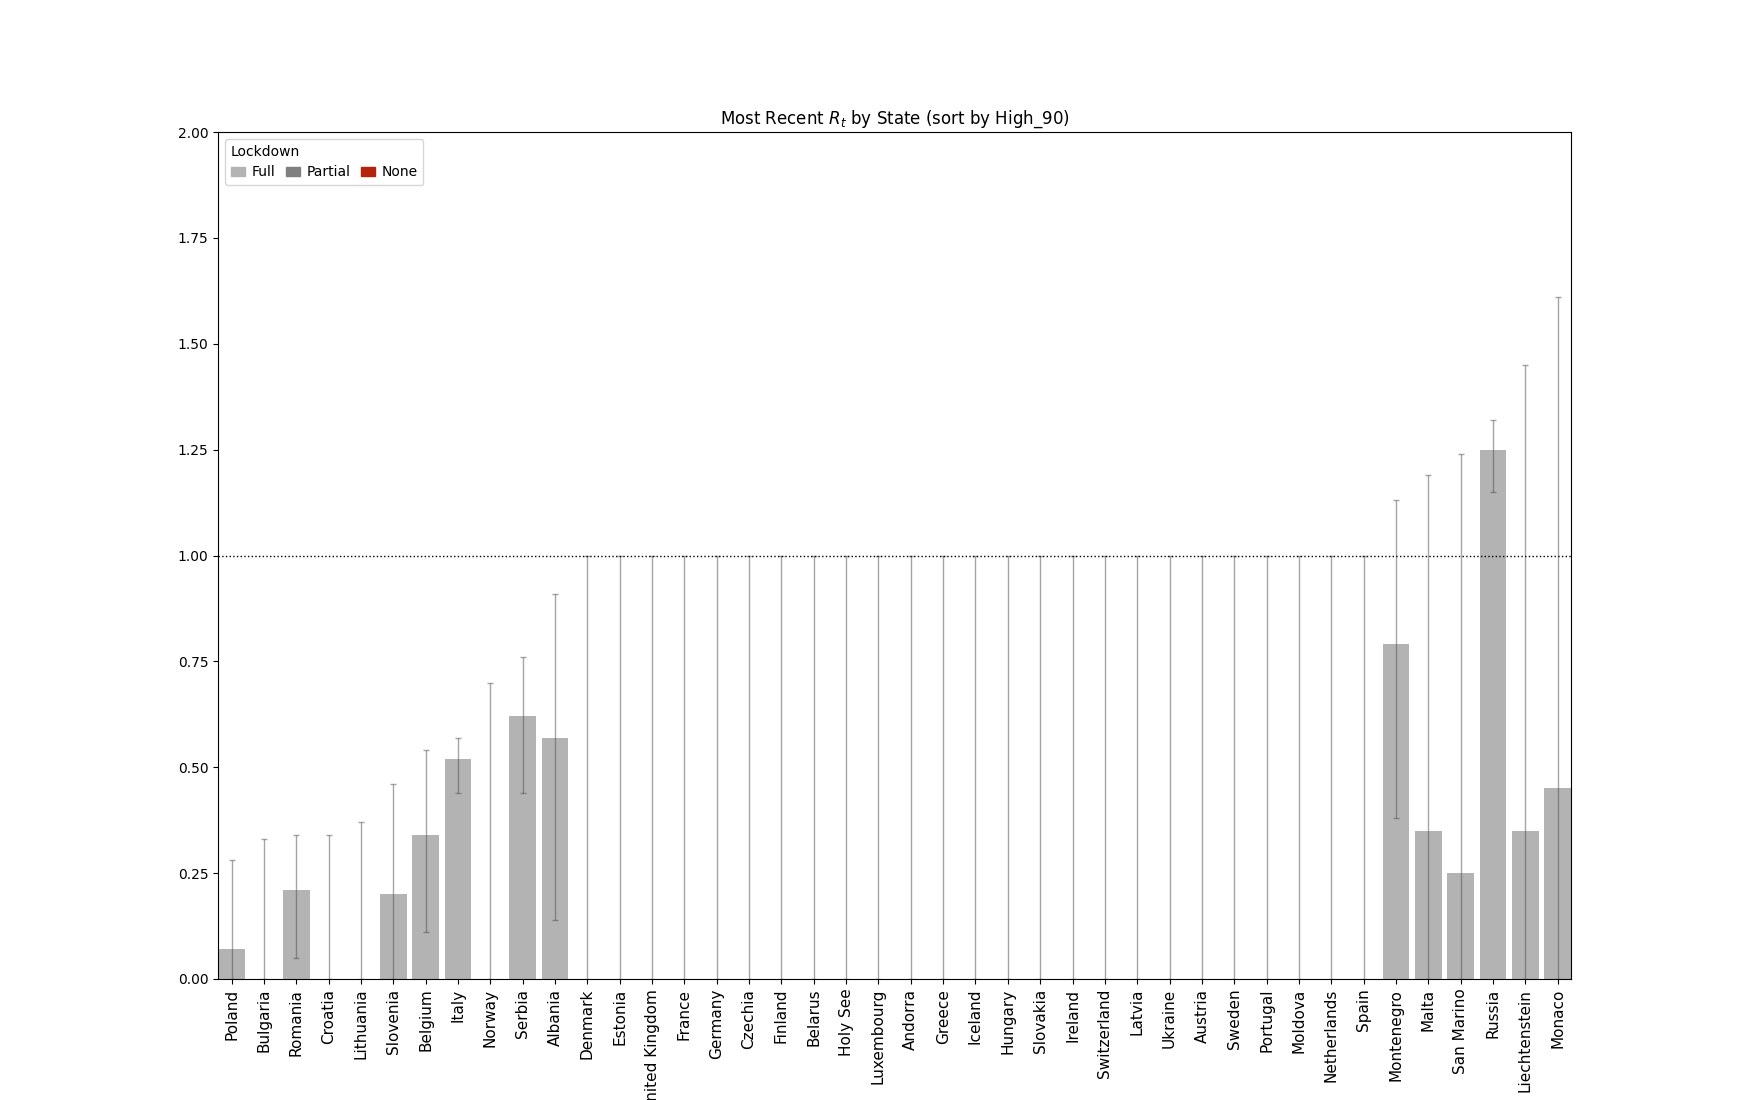 Most Recent R_t by State (sort by High_90)
2.00
Lockdown
Full Partial None
1.75
1.50
1.25
1.00
0.75
0.50
0.25
0.00
Poland
Bulgaria
Romania
Croatia
Lithuania
Slovenia
Belgium
Italy
Norway
Serbia
Albania
Denmark
Estonia
nited Kingdom
France
Germany
Czechia
Finland
Belarus
Holy See
Luxembourg
Andorra
Greece
Iceland
Hungary
Slovakia
Ireland
Switzerland
Latvia
Ukraine
Austria
Sweden
Portugal
Moldova
Netherlands
Spain
Montenegro
Malta
San Marino
Russia
Liechtenstein
Monaco